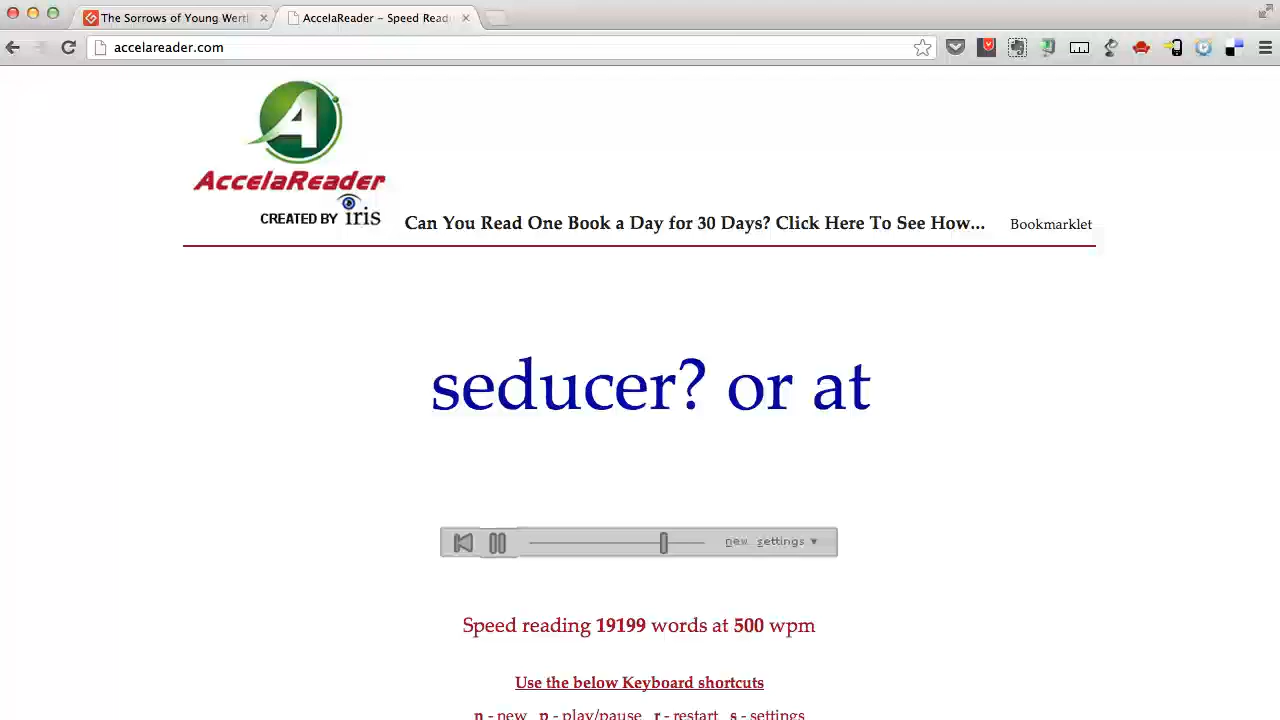 The Sorrows of Young Werth
AccelaReader – Speed Read
accelareader.com
A
AccelaReader
CREATED BY iris
Can You Read One Book a Day for 30 Days? Click Here To See How... Bookmarklet
seducer? or at
new settings ▼
Speed reading 19199 words at 500 wpm
Use the below Keyboard shortcuts
n - new p - play/pause r - restart s - settings